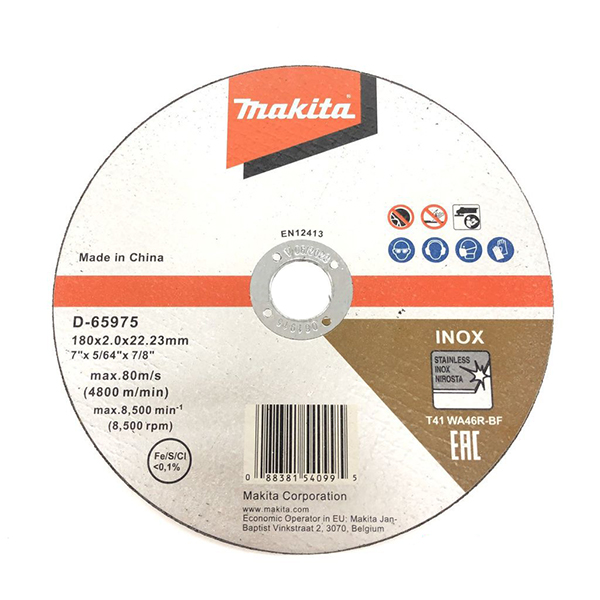 makita
EN12413
Made in China
D-65975
180x2.0x22.23mm
7"x 5/64"x 7/8"
max.80m/s
(4800 m/min)
max.8,500 min⁻¹
(8,500 rpm)
Fe/S/Cl
<0,1%
INOX
STAINLESS
INOX
NIROSTA
T41 WA46R-BF
EAC
0 88381 54099 5
Makita Corporation
www.makita.com
Economic Operator in EU: Makita Jan-
Baptist Vinkstraat 2, 3070, Belgium